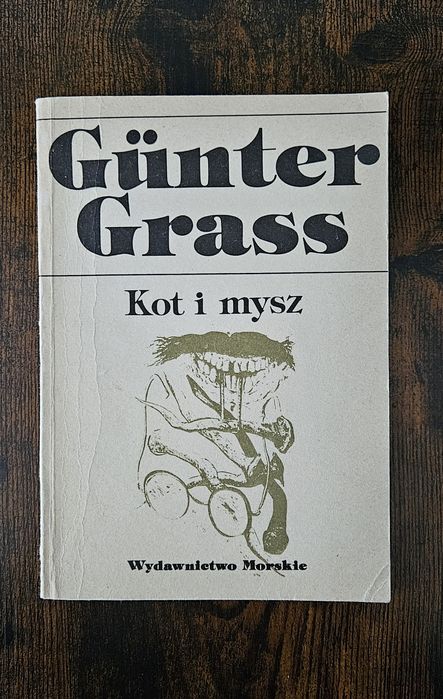 Günter
Grass
Kot i mysz
Wydawnictwo Morskie